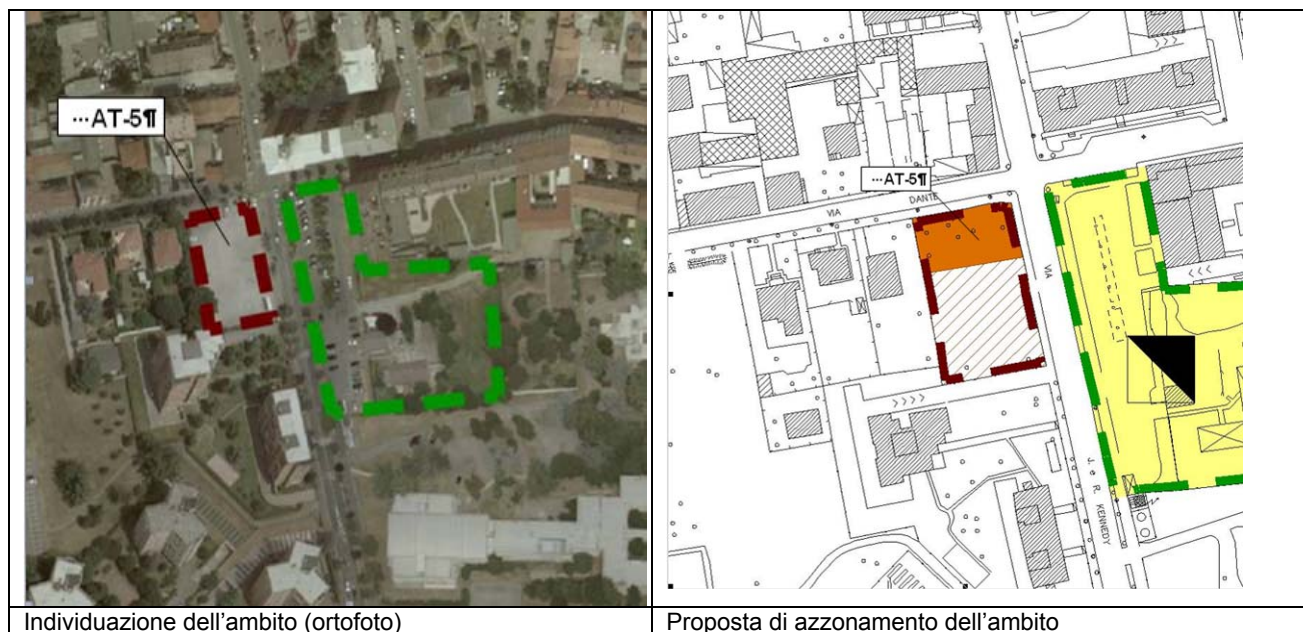 ···AT-5¶
Individuazione dell'ambito (ortofoto)
···AT-5¶
VIA DANTE
VIA
J. e R. KENNEDY
Proposta di azzonamento dell'ambito